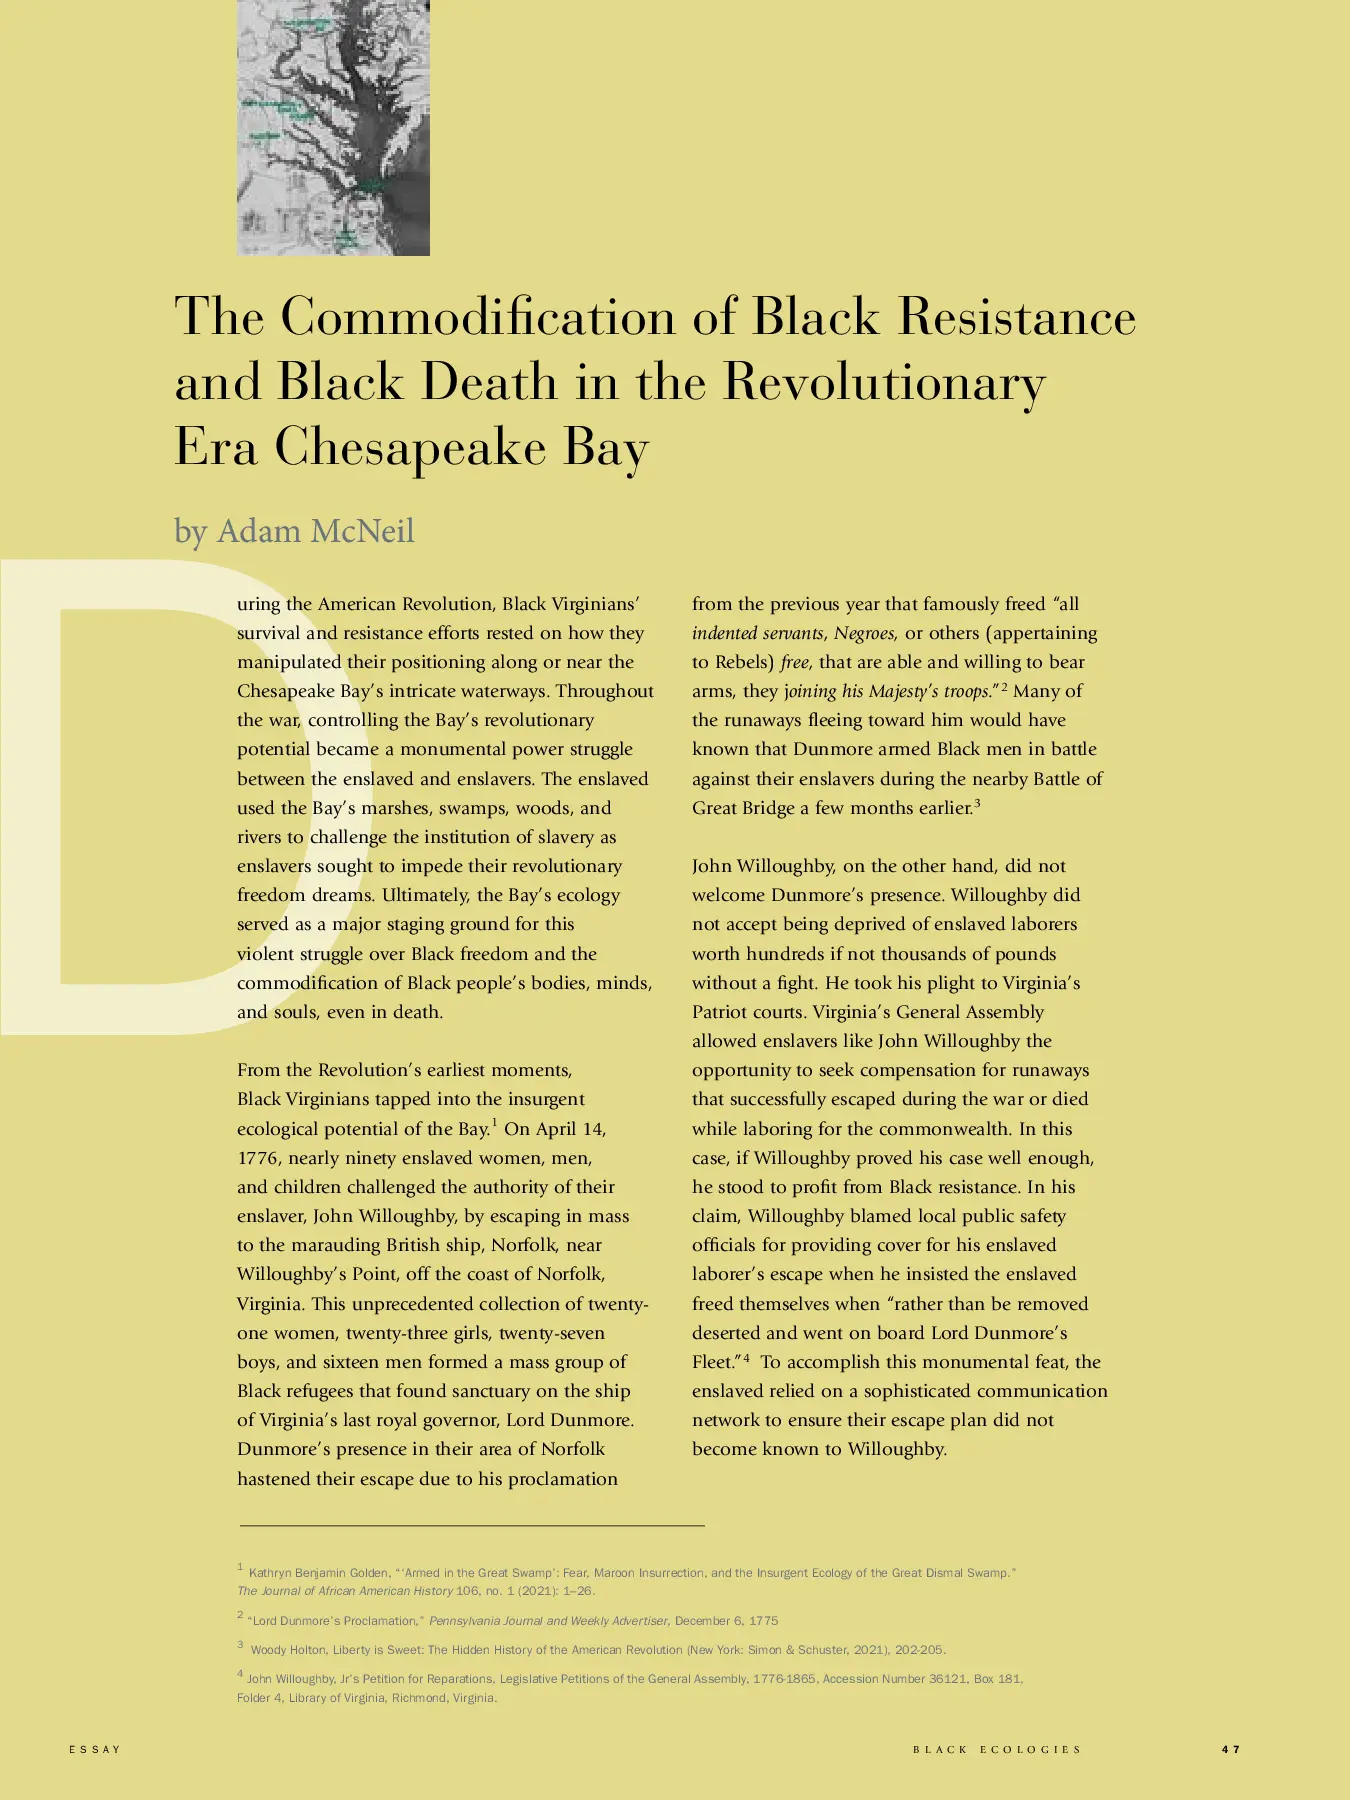 The Commodification of Black Resistance
and Black Death in the Revolutionary
Era Chesapeake Bay
by Adam McNeil
During the American Revolution, Black Virginians’
survival and resistance efforts rested on how they
manipulated their positioning along or near the
Chesapeake Bay’s intricate waterways. Throughout
the war, controlling the Bay’s revolutionary
potential became a monumental power struggle
between the enslaved and enslavers. The enslaved
used the Bay’s marshes, swamps, woods, and
rivers to challenge the institution of slavery as
enslavers sought to impede their revolutionary
freedom dreams. Ultimately, the Bay’s ecology
served as a major staging ground for this
violent struggle over Black freedom and the
commodification of Black people’s bodies, minds,
and souls, even in death.
From the Revolution’s earliest moments,
Black Virginians tapped into the insurgent
ecological potential of the Bay.1 On April 14,
1776, nearly ninety enslaved women, men,
and children challenged the authority of their
enslaver, John Willoughby, by escaping in mass
to the marauding British ship, Norfolk, near
Willoughby’s Point, off the coast of Norfolk,
Virginia. This unprecedented collection of twenty-
one women, twenty-three girls, twenty-seven
boys, and sixteen men formed a mass group of
Black refugees that found sanctuary on the ship
of Virginia’s last royal governor, Lord Dunmore.
Dunmore’s presence in their area of Norfolk
hastened their escape due to his proclamation
from the previous year that famously freed “all
indented servants, Negroes, or others (appertaining
to Rebels) free, that are able and willing to bear
arms, they joining his Majesty’s troops.”2 Many of
the runaways fleeing toward him would have
known that Dunmore armed Black men in battle
against their enslavers during the nearby Battle of
Great Bridge a few months earlier.3
John Willoughby, on the other hand, did not
welcome Dunmore’s presence. Willoughby did
not accept being deprived of enslaved laborers
worth hundreds if not thousands of pounds
without a fight. He took his plight to Virginia’s
Patriot courts. Virginia’s General Assembly
allowed enslavers like John Willoughby the
opportunity to seek compensation for runaways
that successfully escaped during the war or died
while laboring for the commonwealth. In this
case, if Willoughby proved his case well enough,
he stood to profit from Black resistance. In his
claim, Willoughby blamed local public safety
officials for providing cover for his enslaved
laborer’s escape when he insisted the enslaved
freed themselves when “rather than be removed
deserted and went on board Lord Dunmore’s
Fleet.”4 To accomplish this monumental feat, the
enslaved relied on a sophisticated communication
network to ensure their escape plan did not
become known to Willoughby.
1 Kathryn Benjamin Golden, “‘Armed in the Great Swamp’: Fear, Maroon Insurrection, and the Insurgent Ecology of the Great Dismal Swamp.”
The Journal of African American History 106, no. 1 (2021): 1–26.
2 “Lord Dunmore’s Proclamation,” Pennsylvania Journal and Weekly Advertiser, December 6, 1775
3 Woody Holton, Liberty is Sweet: The Hidden History of the American Revolution (New York: Simon & Schuster, 2021), 202-205.
4 John Willoughby, Jr’s Petition for Reparations, Legislative Petitions of the General Assembly, 1776-1865, Accession Number 36121, Box 181,
Folder 4, Library of Virginia, Richmond, Virginia.
ESSAY
BLACK ECOLOGIES
47